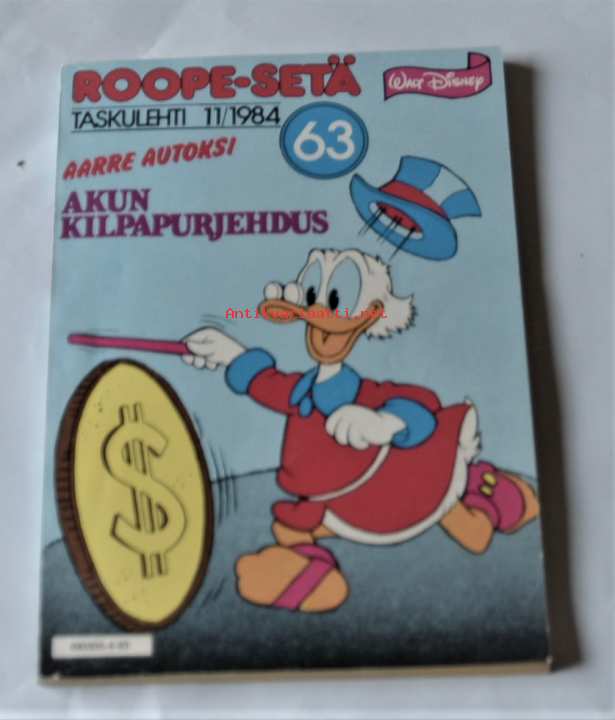 ROOPE-SETÄ
WALT DISNEY
TASKULEHTI 11/1984
63
AARRE AUTOKSI
AKUN
KILPAPURJEHDUS
Antikvariaatti.net
$